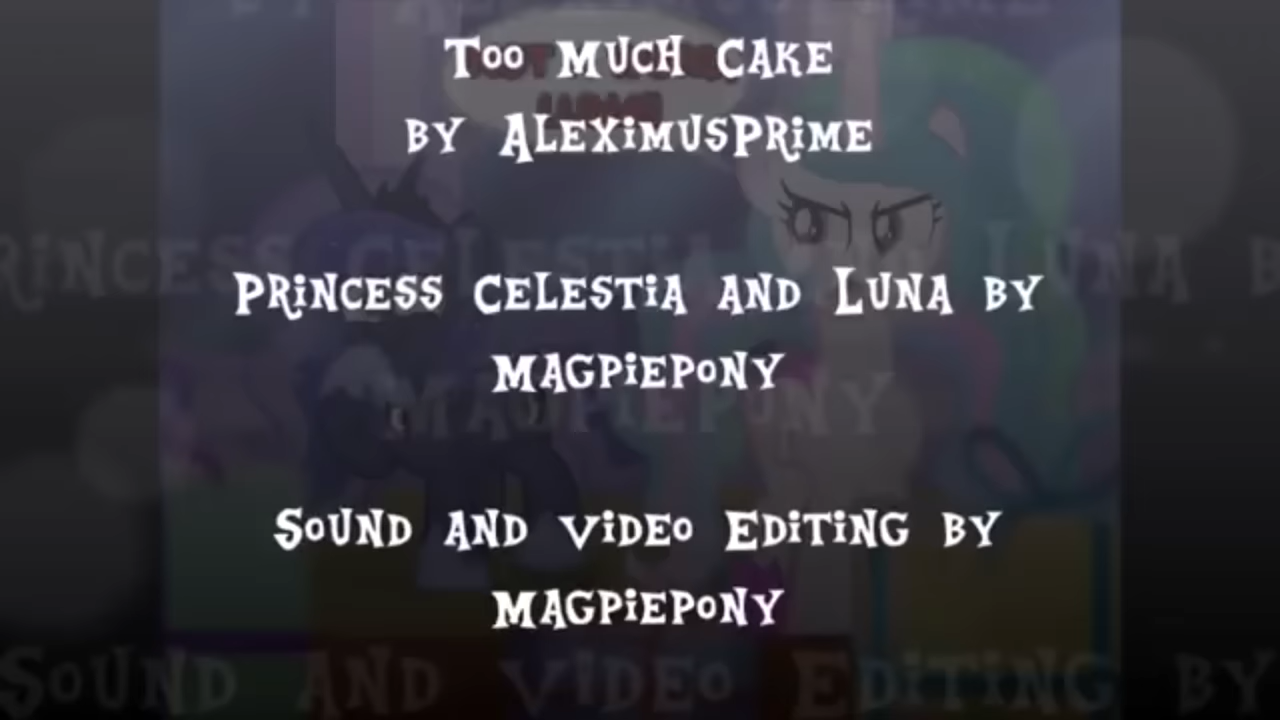 Too Much Cake
by AleximusPrime
Princess Celestia and Luna by
MagpiePony
Sound and Video Editing by
MagpiePony